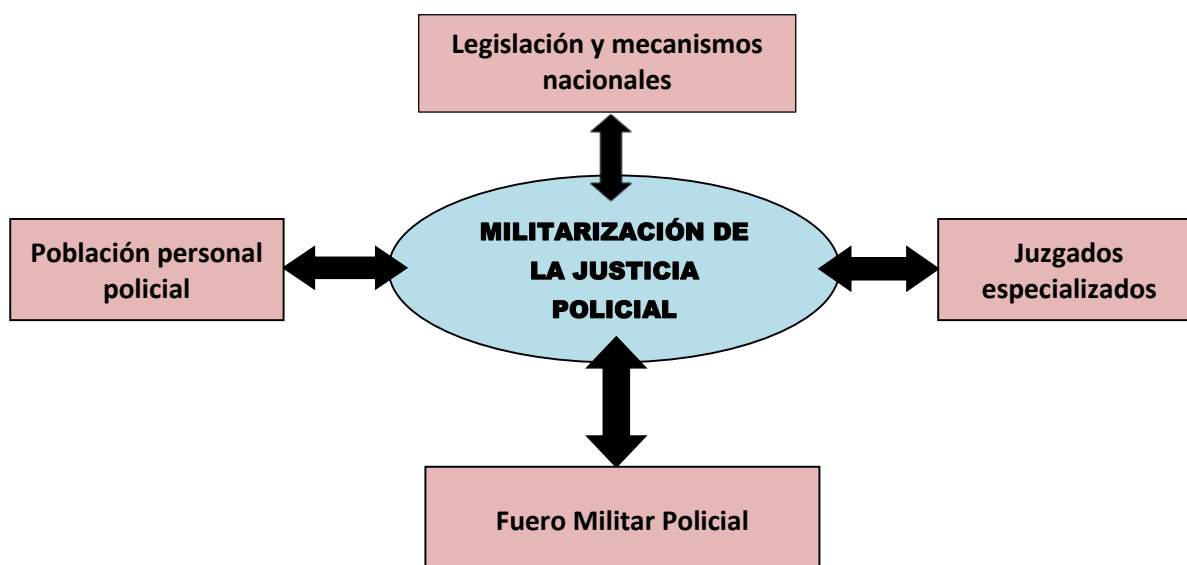 Legislación y mecanismos
nacionales
Población personal
policial
MILITARIZACIÓN DE
LA JUSTICIA
POLICIAL
Juzgados
especializados
Fuero Militar Policial